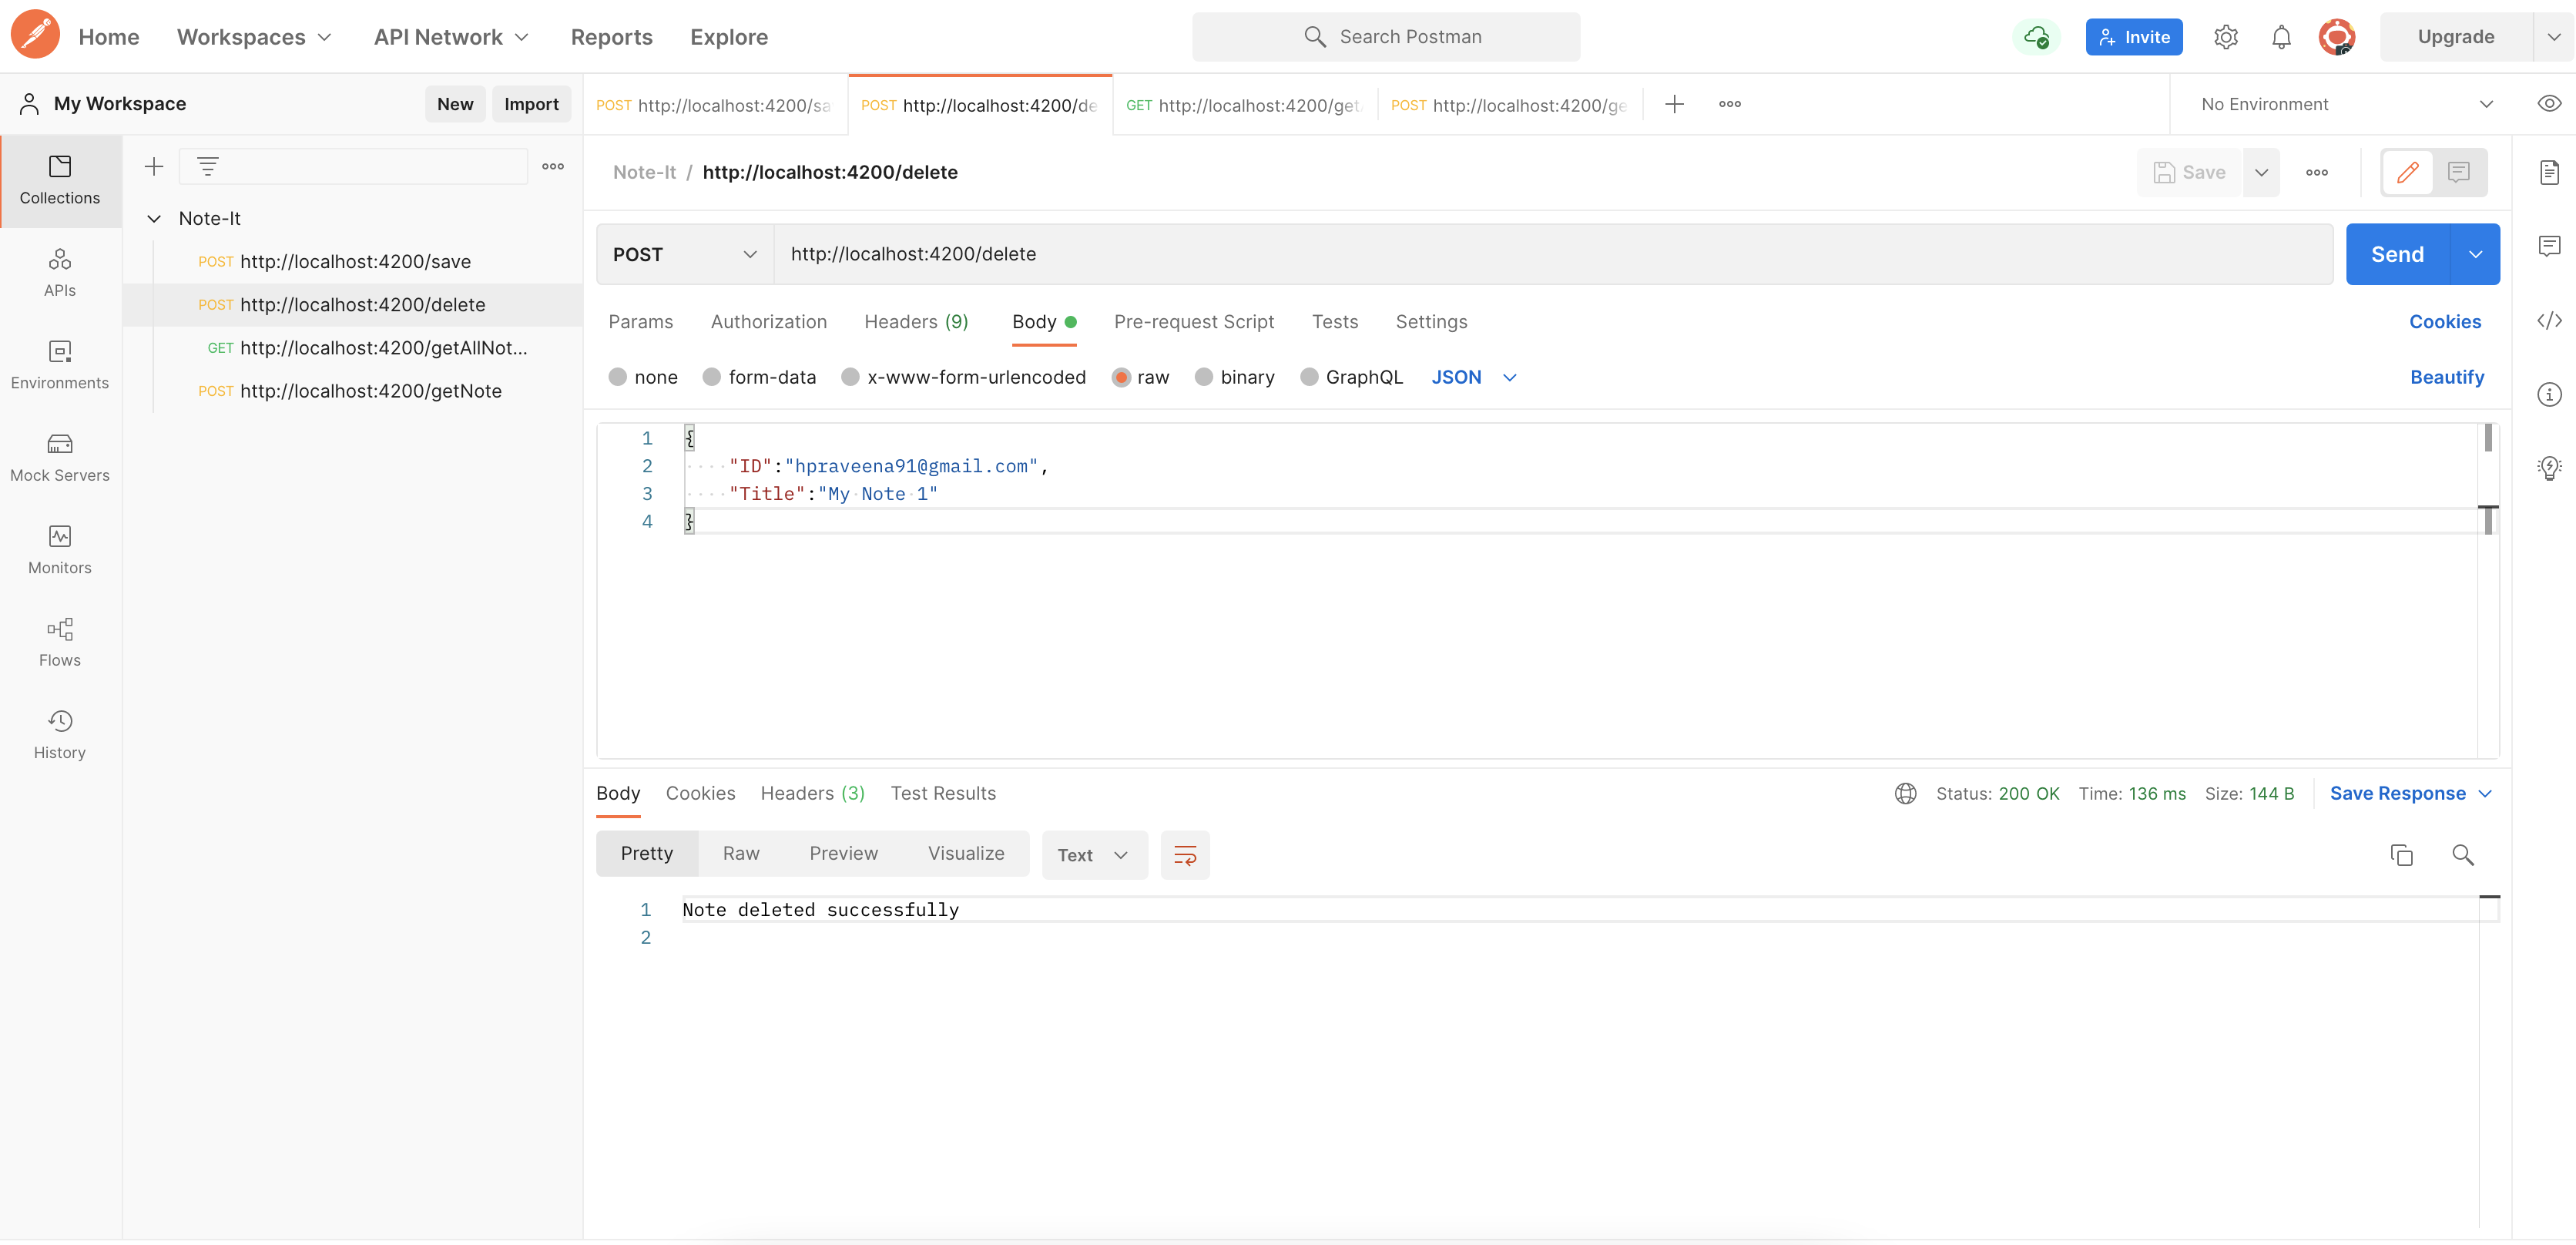 Home Workspaces API Network Reports Explore Search Postman Invite Upgrade
My Workspace New Import POST http://localhost:4200/sa POST http://localhost:4200/de GET http://localhost:4200/get POST http://localhost:4200/ge No Environment
Collections
APIs
Environments
Mock Servers
Monitors
Flows
History
Note-It
POST http://localhost:4200/save
POST http://localhost:4200/delete
GET http://localhost:4200/getAllNot...
POST http://localhost:4200/getNote
Note-It / http://localhost:4200/delete Save
POST http://localhost:4200/delete Send
Params Authorization Headers (9) Body Pre-request Script Tests Settings Cookies
none form-data x-www-form-urlencoded raw binary GraphQL JSON Beautify
1 {
2 "ID":"hpraveena91@gmail.com",
3 "Title":"My Note 1"
4 }
Body Cookies Headers (3) Test Results Status: 200 OK Time: 136 ms Size: 144 B Save Response
Pretty Raw Preview Visualize Text
1 Note deleted successfully
2